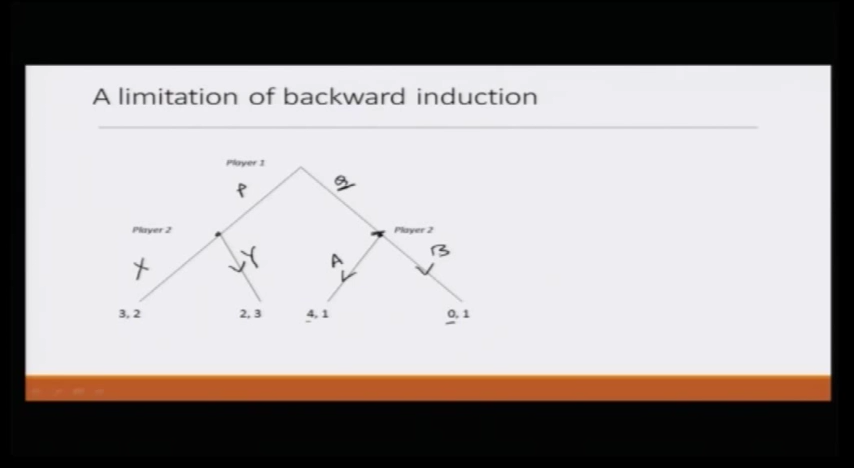 A limitation of backward induction
Player 1
P
Q
Player 2
Player 2
X
Y
A
B
3, 2
2, 3
4, 1
0, 1